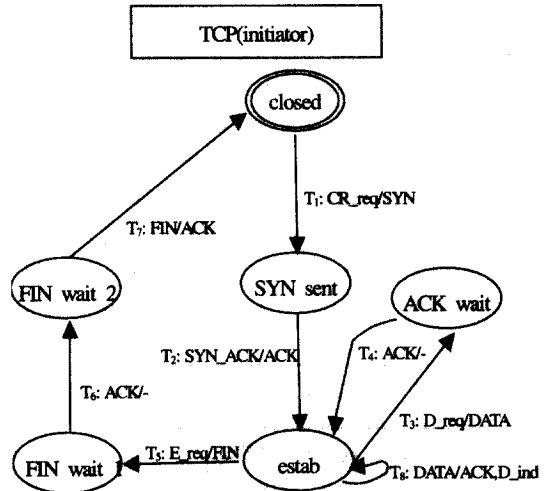 TCP(initiator)
closed
T₁: CR_req/SYN
T₇: FIN/ACK
FIN wait 2
SYN sent
ACK wait
T₂: SYN_ACK/ACK
T₄: ACK/-
T₆: ACK/-
T₃: D_req/DATA
T₅: E_req/FIN
FIN wait 1
estab
T₈: DATA/ACK,D_ind